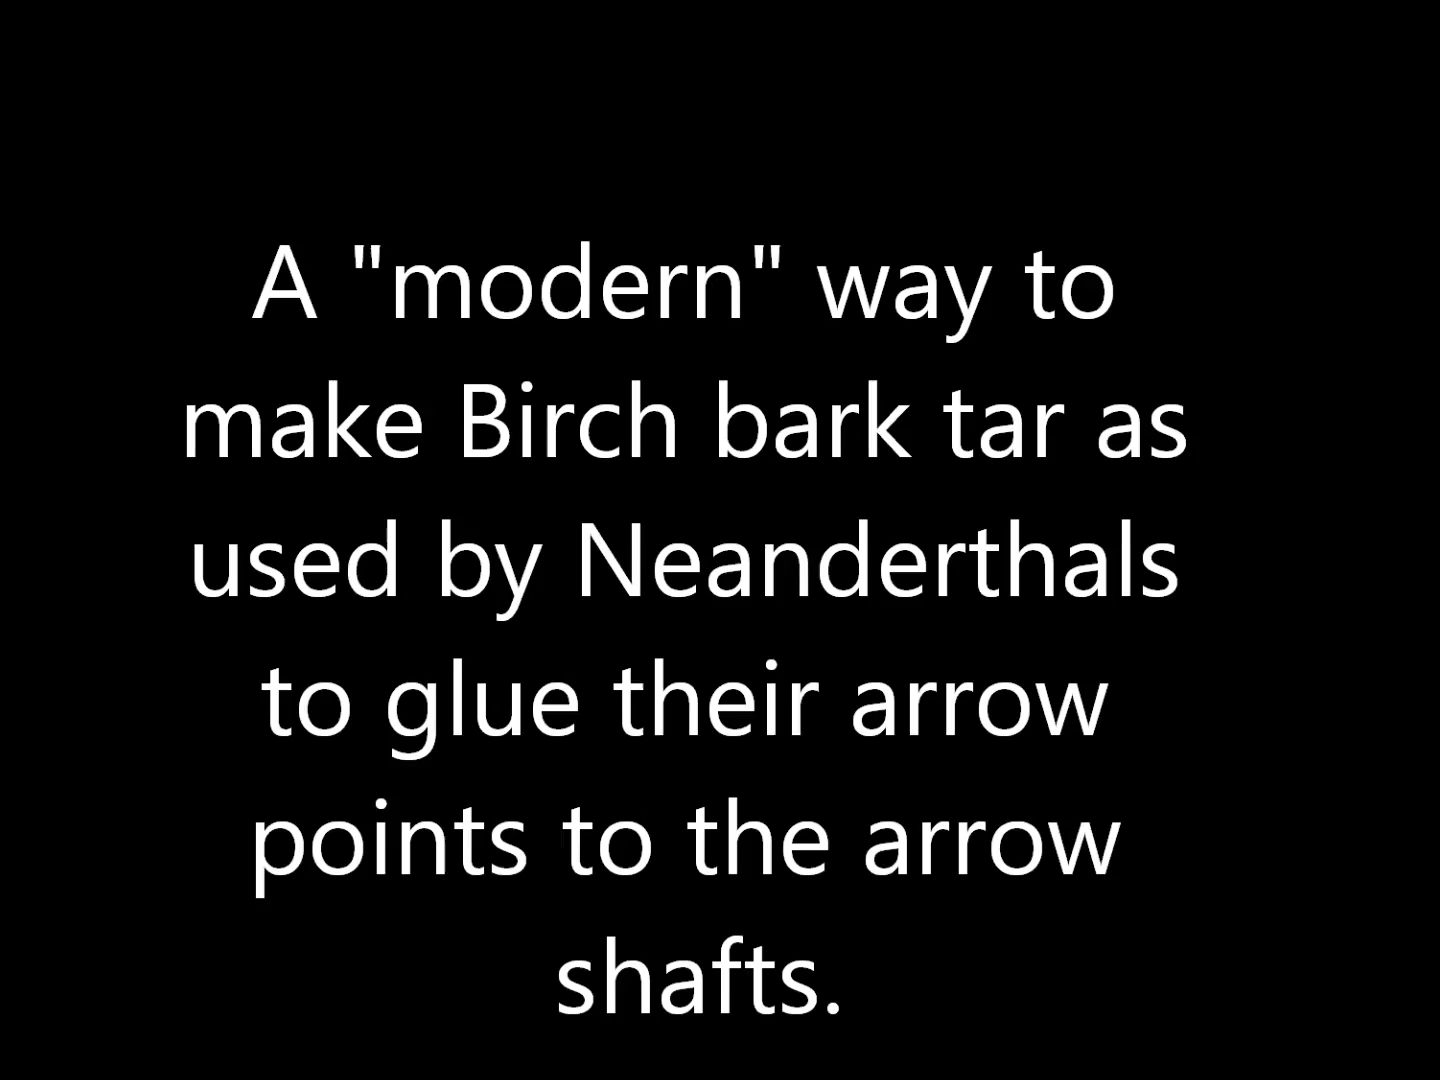 A "modern" way to
make Birch bark tar as
used by Neanderthals
to glue their arrow
points to the arrow
shafts.